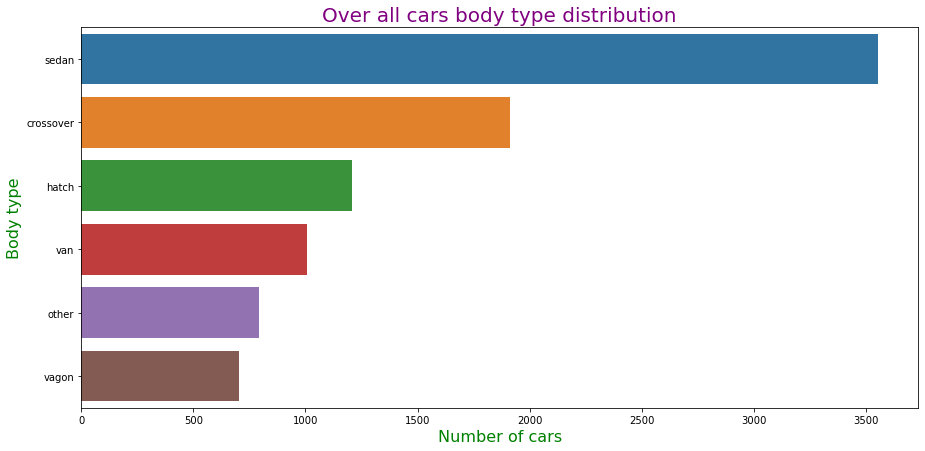 Over all cars body type distribution
Body type
sedan
crossover
hatch
van
other
vagon
0 500 1000 1500 2000 2500 3000 3500
Number of cars